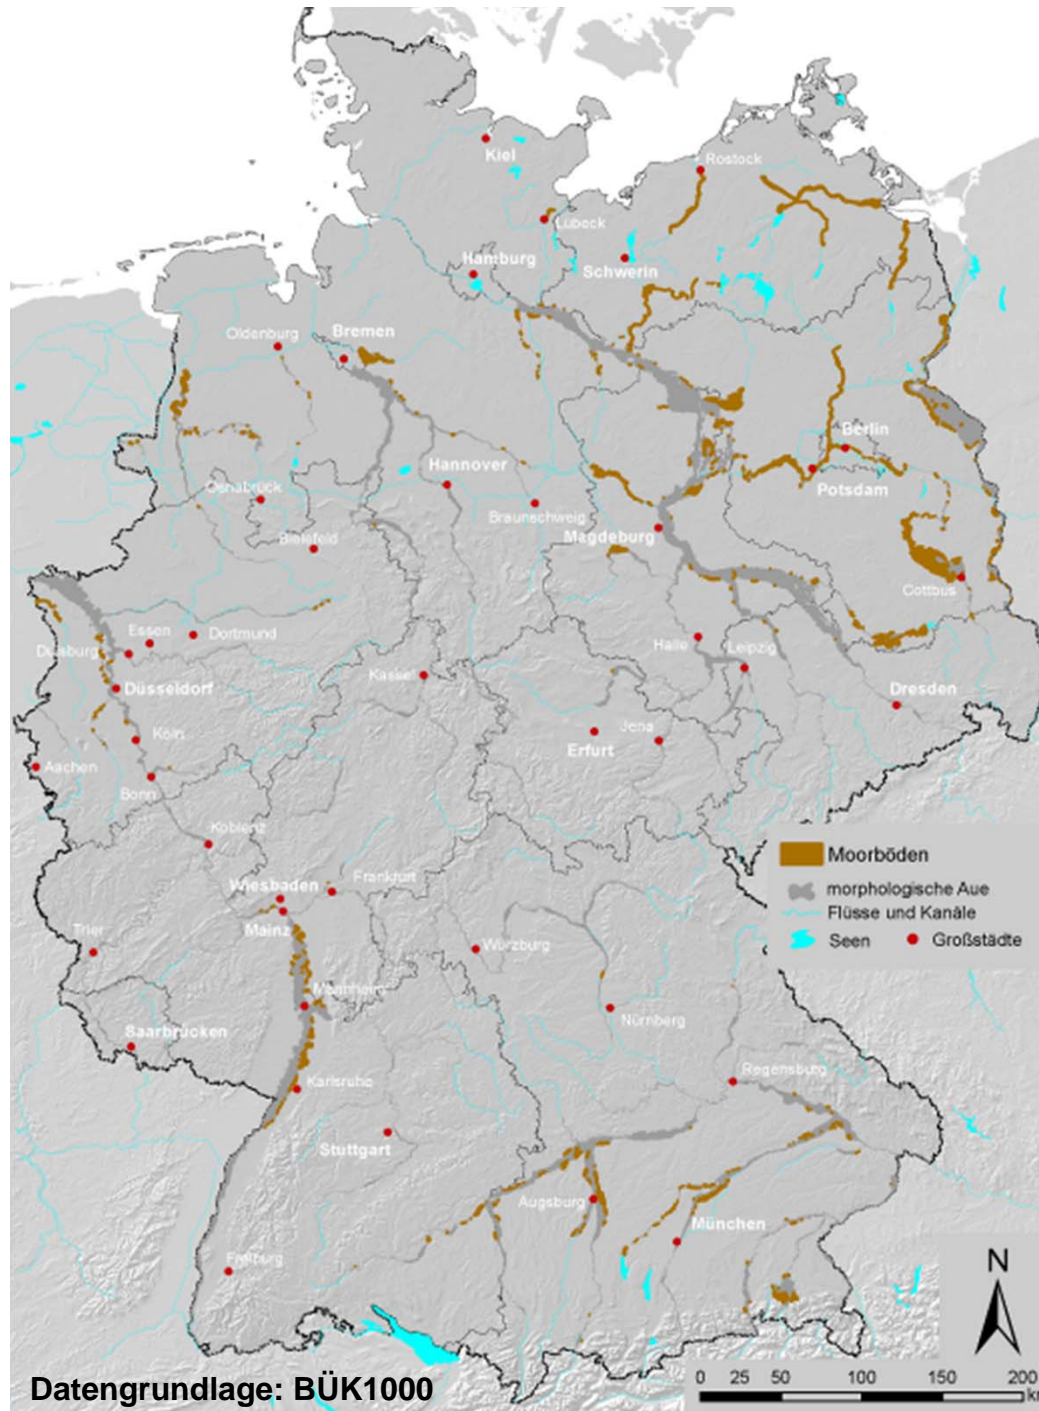 Kiel
Rostock
Lübeck
Hamburg
Schwerin
Oldenburg
Bremen
Berlin
Hannover
Potsdam
Osnabrück
Braunschweig
Magdeburg
Bielefeld
Cottbus
Essen
Dortmund
Duisburg
Halle
Leipzig
Kassel
Düsseldorf
Dresden
Köln
Erfurt
Jena
Aachen
Bonn
Koblenz
Moorböden
Wiesbaden
Frankfurt
morphologische Aue
Flüsse und Kanäle
Mainz
Seen
Großstädte
Trier
Würzburg
Mannheim
Nürnberg
Saarbrücken
Regensburg
Karlsruhe
Stuttgart
Augsburg
München
Freiburg
N
Datengrundlage: BÜK1000
0 25 50 100 150 200
km